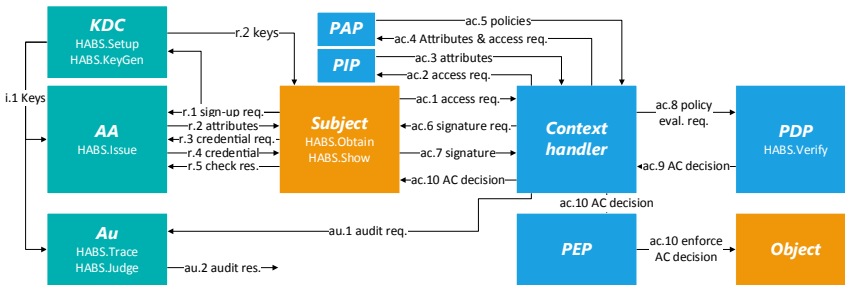 KDC
HABS.Setup
HABS.KeyGen
r.2 keys
PAP
ac.5 policies
ac.4 Attributes & access req.
PIP
ac.3 attributes
ac.2 access req.
i.1 Keys
AA
HABS.Issue
r.1 sign-up req.
r.2 attributes
r.3 credential req.
r.4 credential
r.5 check res.
Subject
HABS.Obtain
HABS.Show
ac.1 access req.
ac.6 signature req.
ac.7 signature
ac.10 AC decision
Context
handler
ac.8 policy
eval. req.
ac.9 AC decision
PDP
HABS.Verify
ac.10 AC decision
Au
HABS.Trace
HABS.Judge
au.1 audit req.
au.2 audit res.
PEP
ac.10 enforce
AC decision
Object